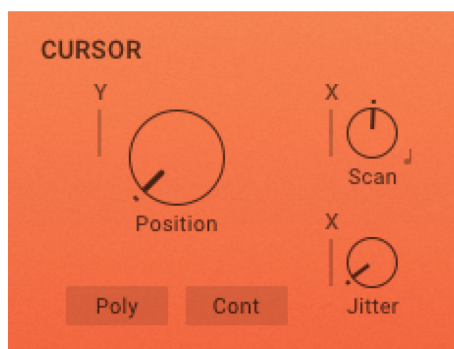 CURSOR
Y
Position
X
Scan
X
Jitter
Poly
Cont